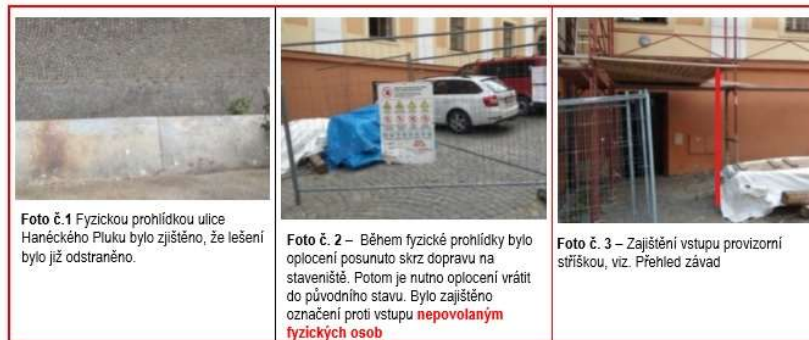 Foto č.1 Fyzickou prohlídkou ulice
Hanéckého Pluku bylo zjištěno, že lešení
bylo již odstraněno.
Foto č. 2 – Během fyzické prohlídky bylo
oplocení posunuto skrz dopravu na
staveniště. Potom je nutno oplocení vrátit
do původního stavu. Bylo zajištěno
označení proti vstupu nepovolaným
fyzických osob
Foto č. 3 – Zajištění vstupu provizorní
stříškou, viz. Přehled závad